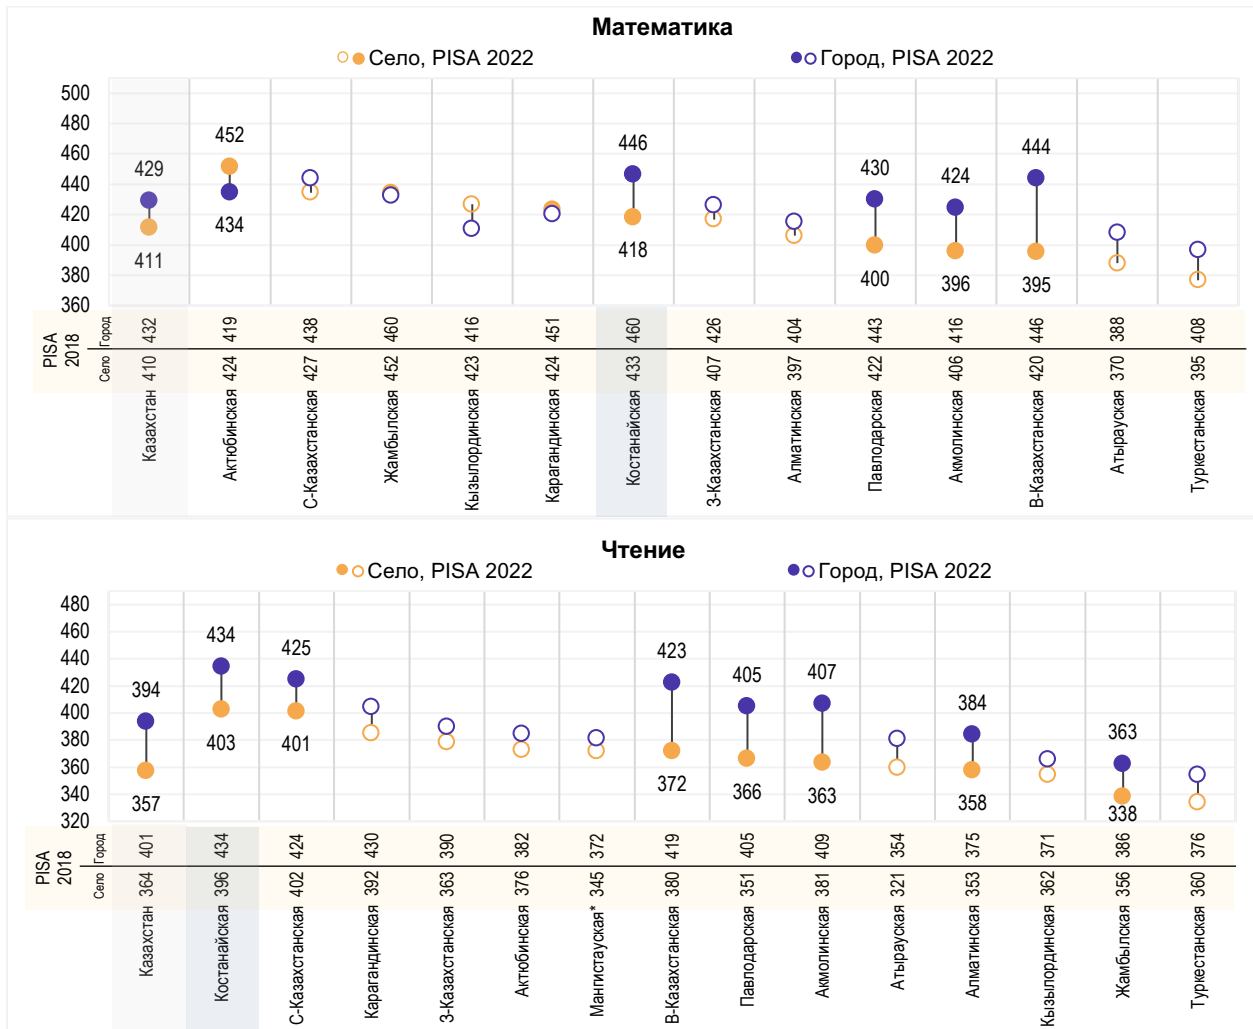 Математика
Село, PISA 2022 Город, PISA 2022
500
480
460
440
420
400
380
360
429 452 446 430 424 444
411 434 418 400 396 395
PISA 2018
Город 432 419 438 460 416 451 460 426 404 443 416 446 388 408
Село 410 424 427 452 423 424 433 407 397 422 406 420 370 395
Казахстан Актюбинская С-Казахстанская Жамбылская Кызылординская Карагандинская Костанайская З-Казахстанская Алматинская Павлодарская Акмолинская В-Казахстанская Атырауская Туркестанская
Чтение
Село, PISA 2022 Город, PISA 2022
480
460
440
420
400
380
360
340
320
394 434 425 423 405 407 384 363
357 403 401 372 366 363 358 338
PISA 2018
Город 401 434 424 430 390 382 372 419 405 409 354 375 371 386 376
Село 364 396 402 392 363 376 345 380 351 381 321 353 362 356 360
Казахстан Костанайская С-Казахстанская Карагандинская З-Казахстанская Актюбинская Мангистауская* В-Казахстанская Павлодарская Акмолинская Атырауская Алматинская Кызылординская Жамбылская Туркестанская